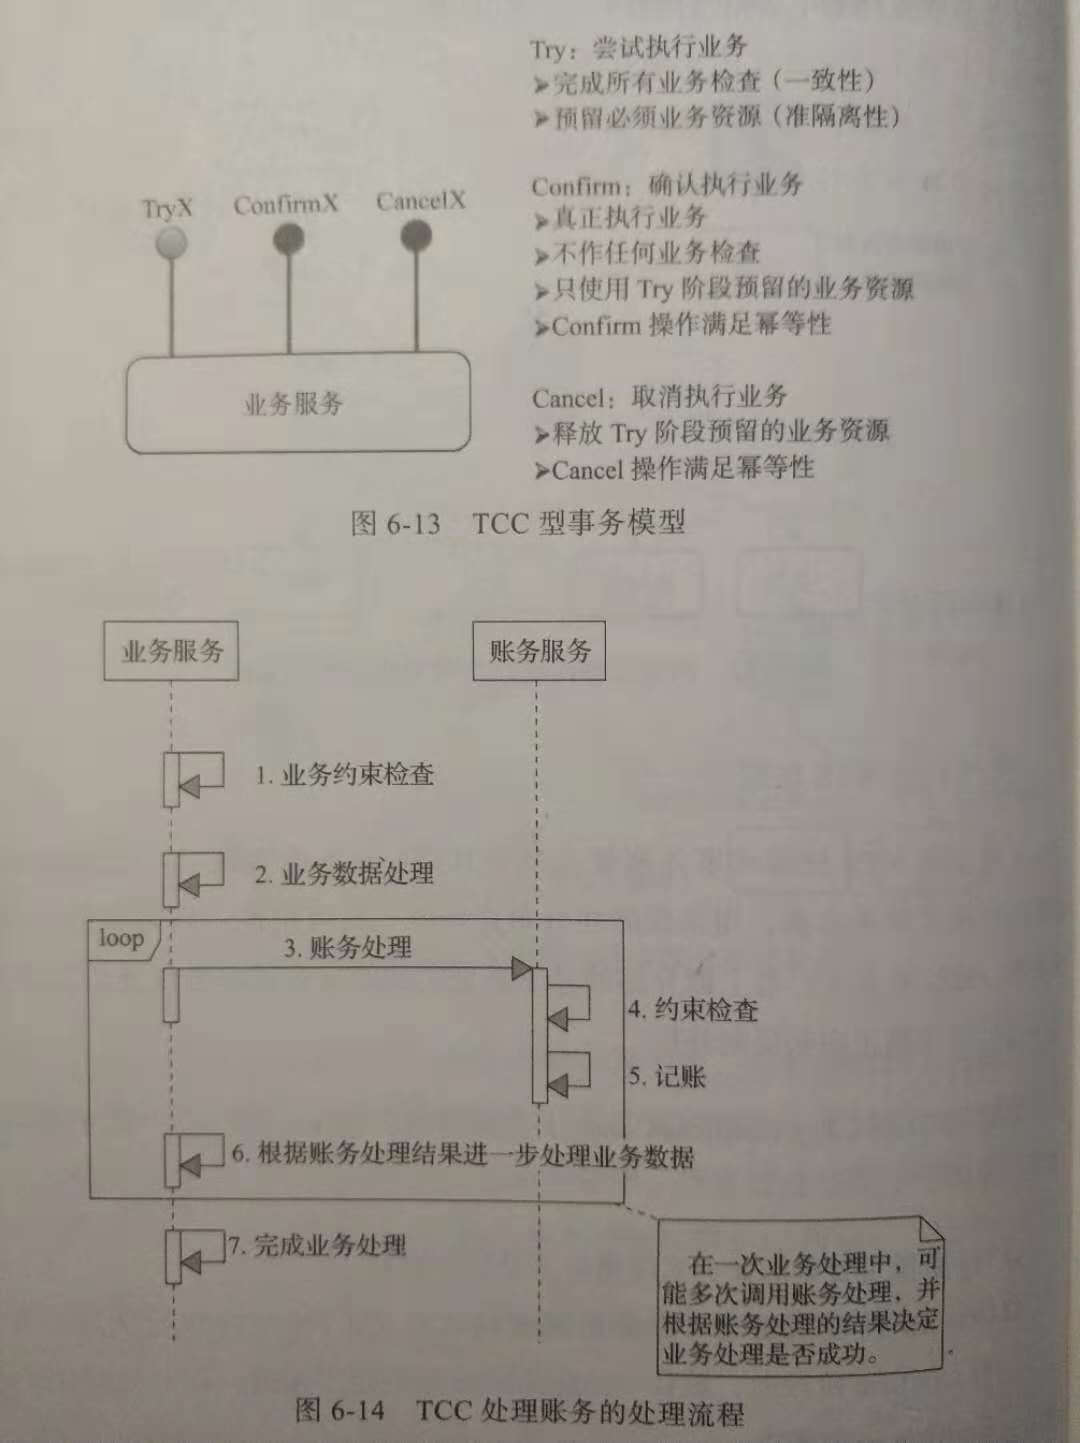 Try：尝试执行业务
➢完成所有业务检查（一致性）
➢预留必须业务资源（准隔离性）
Confirm：确认执行业务
➢真正执行业务
➢不作任何业务检查
➢只使用 Try 阶段预留的业务资源
➢Confirm 操作满足幂等性
Cancel：取消执行业务
➢释放 Try 阶段预留的业务资源
➢Cancel 操作满足幂等性
TryX ConfirmX CancelX
业务服务
图 6-13 TCC 型事务模型
业务服务 账务服务
1. 业务约束检查
2. 业务数据处理
loop
3. 账务处理
4. 约束检查
5. 记账
6. 根据账务处理结果进一步处理业务数据
7. 完成业务处理
在一次业务处理中，可
能多次调用账务处理，并
根据账务处理的结果决定
业务处理是否成功。
图 6-14 TCC 处理账务的处理流程